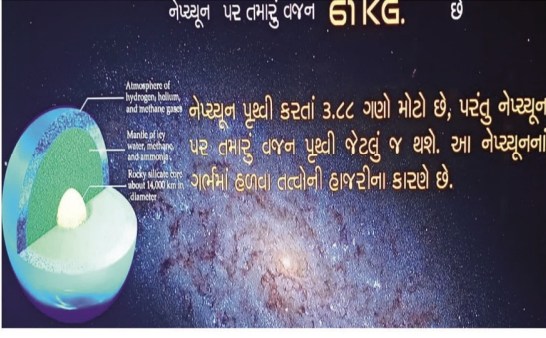 નેપ્ચ્યૂન પર તમારું વજન 61 KG. છે
Atmosphere of
hydrogen, helium,
and methane gases
Mantle of icy
water, methane,
and ammonia.
Rocky silicate core
about 14,000 km in
diameter
નેપ્ચ્યૂન પૃથ્વી કરતાં ૩.૮૮ ગણો મોટો છે, પરંતુ નેપ્ચ્યૂન
પર તમારું વજન પૃથ્વી જેટલું જ થશે. આ નેપ્ચ્યૂનનાં
ગર્ભમાં હળવા તત્વોની હાજરીના કારણે છે.